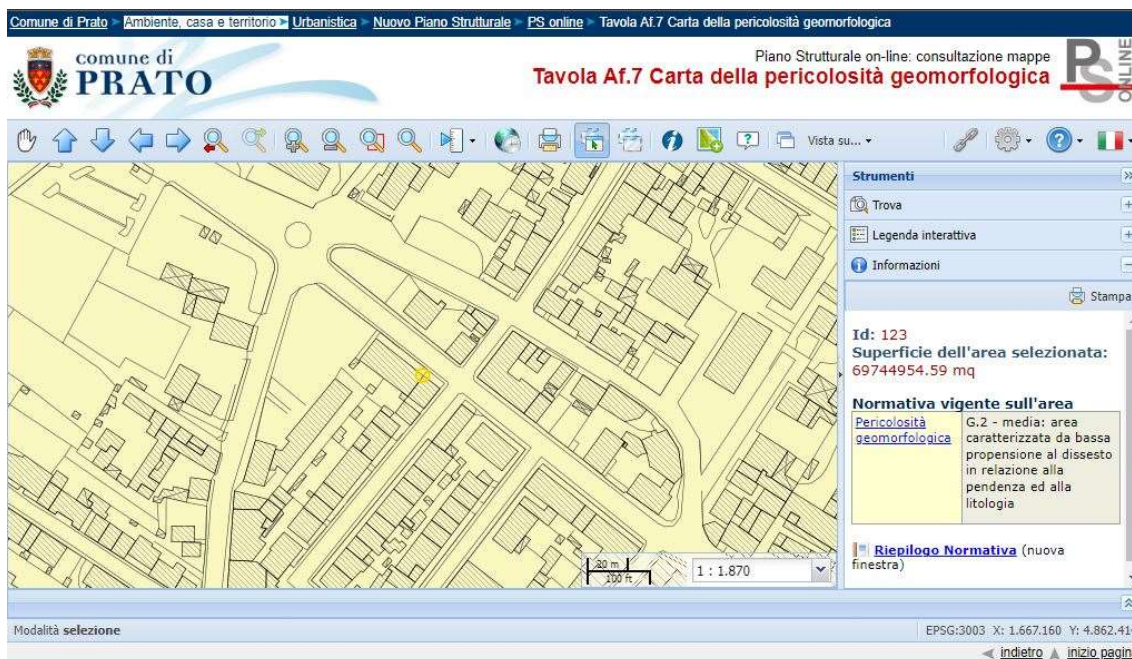 Comune di Prato > Ambiente, casa e territorio > Urbanistica > Nuovo Piano Strutturale > PS online > Tavola Af.7 Carta della pericolosità geomorfologica
comune di
PRATO
Piano Strutturale on-line: consultazione mappe
Tavola Af.7 Carta della pericolosità geomorfologica
PS
ONLINE
Vista su...
Strumenti
Trova
Legenda interattiva
Informazioni
Stampa
Id: 123
Superficie dell'area selezionata:
69744954.59 mq
Normativa vigente sull'area
Pericolosità
geomorfologica
G.2 - media: area
caratterizzata da bassa
propensione al dissesto
in relazione alla
pendenza ed alla
litologia
Riepilogo Normativa (nuova
finestra)
20 m
100 ft
1 : 1.870
Modalità selezione
EPSG:3003 X: 1.667.160 Y: 4.862.41
indietro inizio pagin